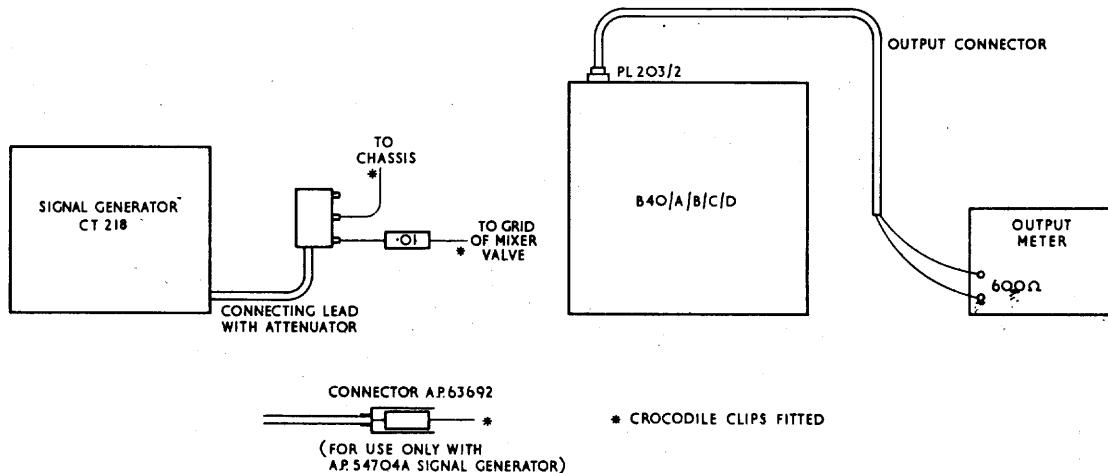 OUTPUT CONNECTOR
PL 203/2
TO
CHASSIS
*
SIGNAL GENERATOR
CT 218
B40/A/B/C/D
TO GRID
OF MIXER
VALVE
*
·01
OUTPUT
METER
600Ω
CONNECTING LEAD
WITH ATTENUATOR
CONNECTOR A.P.63692
*
* CROCODILE CLIPS FITTED
(FOR USE ONLY WITH
A.P. 54704A SIGNAL GENERATOR)